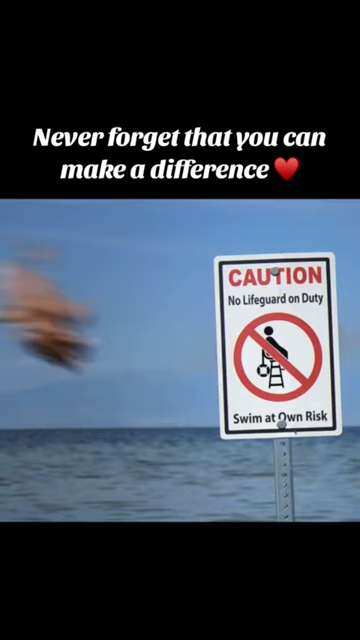 Never forget that you can
make a difference ❤️
CAUTION
No Lifeguard on Duty
Swim at Own Risk